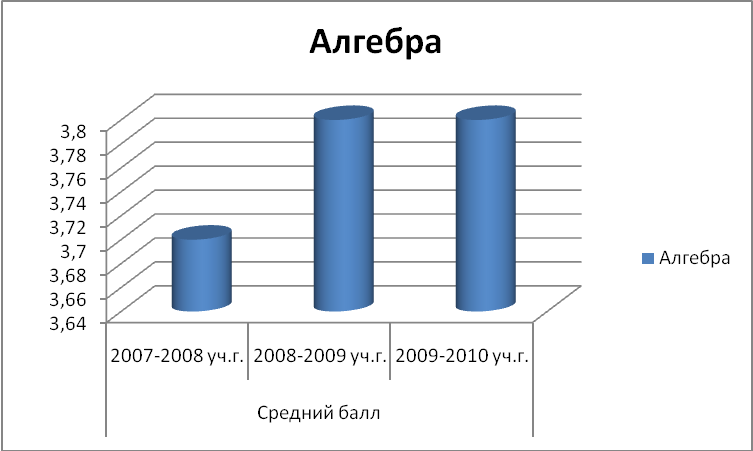 Алгебра
3,8
3,78
3,76
3,74
3,72
3,7
3,68
3,66
3,64
Алгебра
2007-2008 уч.г.
2008-2009 уч.г.
2009-2010 уч.г.
Средний балл